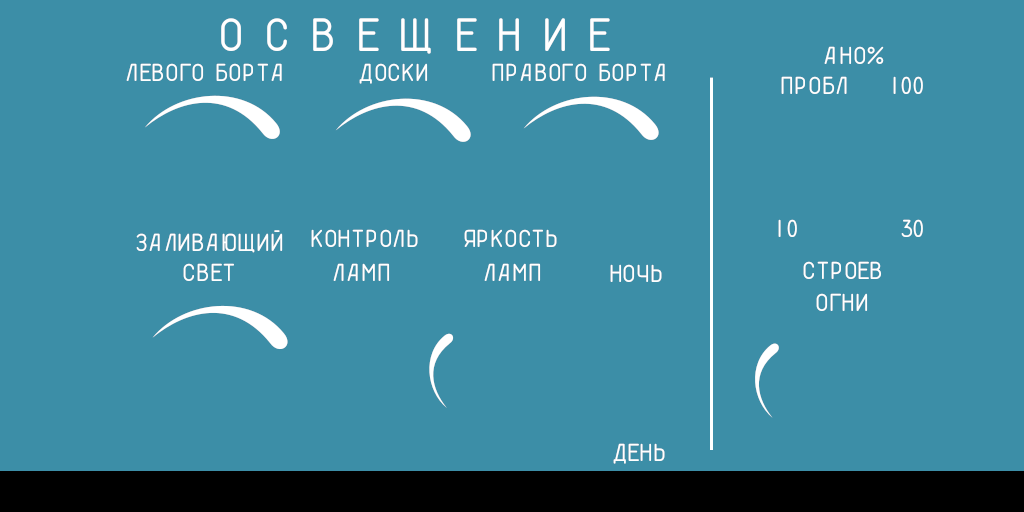 ОСВЕЩЕНИЕ
ЛЕВОГО БОРТА ДОСКИ ПРАВОГО БОРТА
АНО%
ПРОБЛ 100
10 30
ЗАЛИВАЮЩИЙ
СВЕТ
КОНТРОЛЬ
ЛАМП
ЯРКОСТЬ
ЛАМП
НОЧЬ
СТРОЕВ
ОГНИ
ДЕНЬ